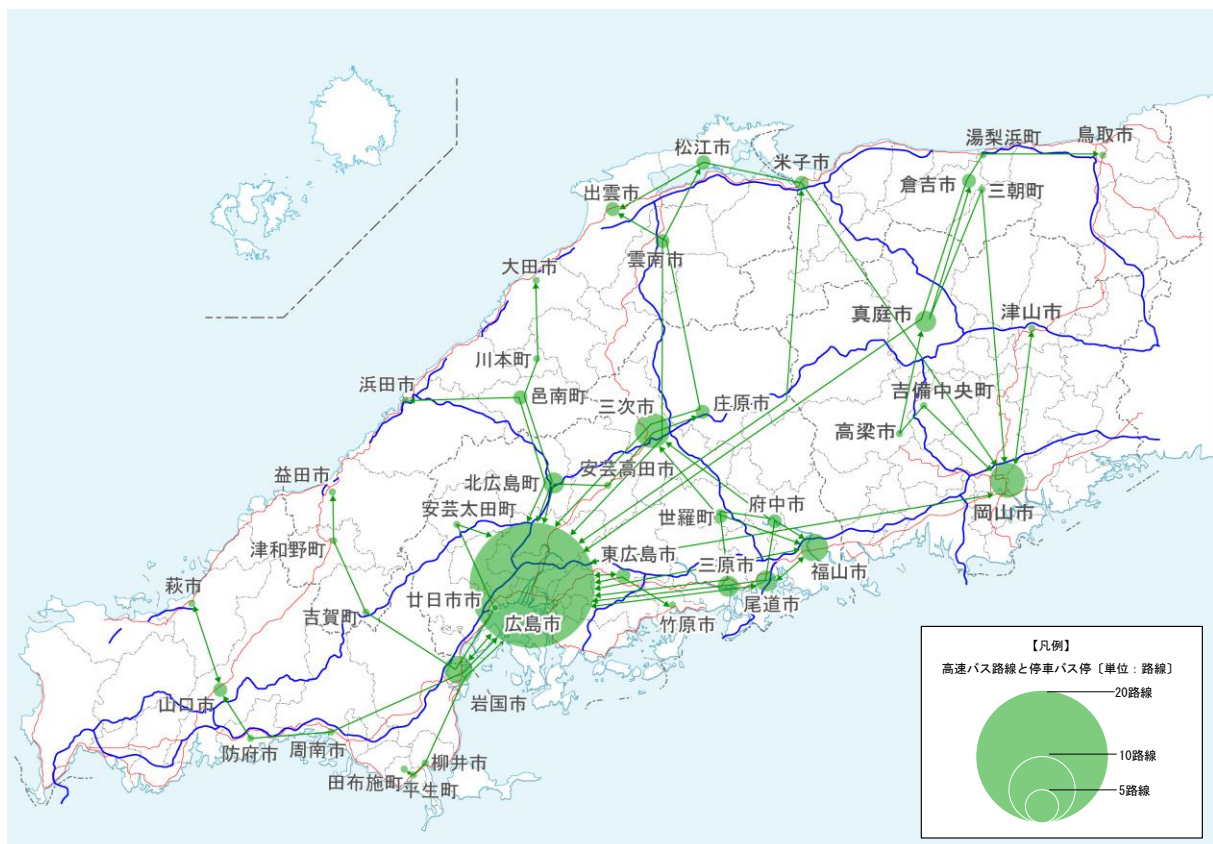 湯梨浜町
鳥取市
松江市
米子市
倉吉市
三朝町
出雲市
雲南市
大田市
真庭市
津山市
川本町
浜田市
邑南町
吉備中央町
三次市
庄原市
高梁市
益田市
北広島町
安芸高田市
安芸太田町
世羅町
府中市
岡山市
津和野町
東広島市
三原市
福山市
萩市
廿日市市
尾道市
吉賀町
広島市
竹原市
山口市
岩国市
防府市
周南市
柳井市
田布施町
平生町
【凡例】
高速バス路線と停車バス停〔単位:路線〕
20路線
10路線
5路線